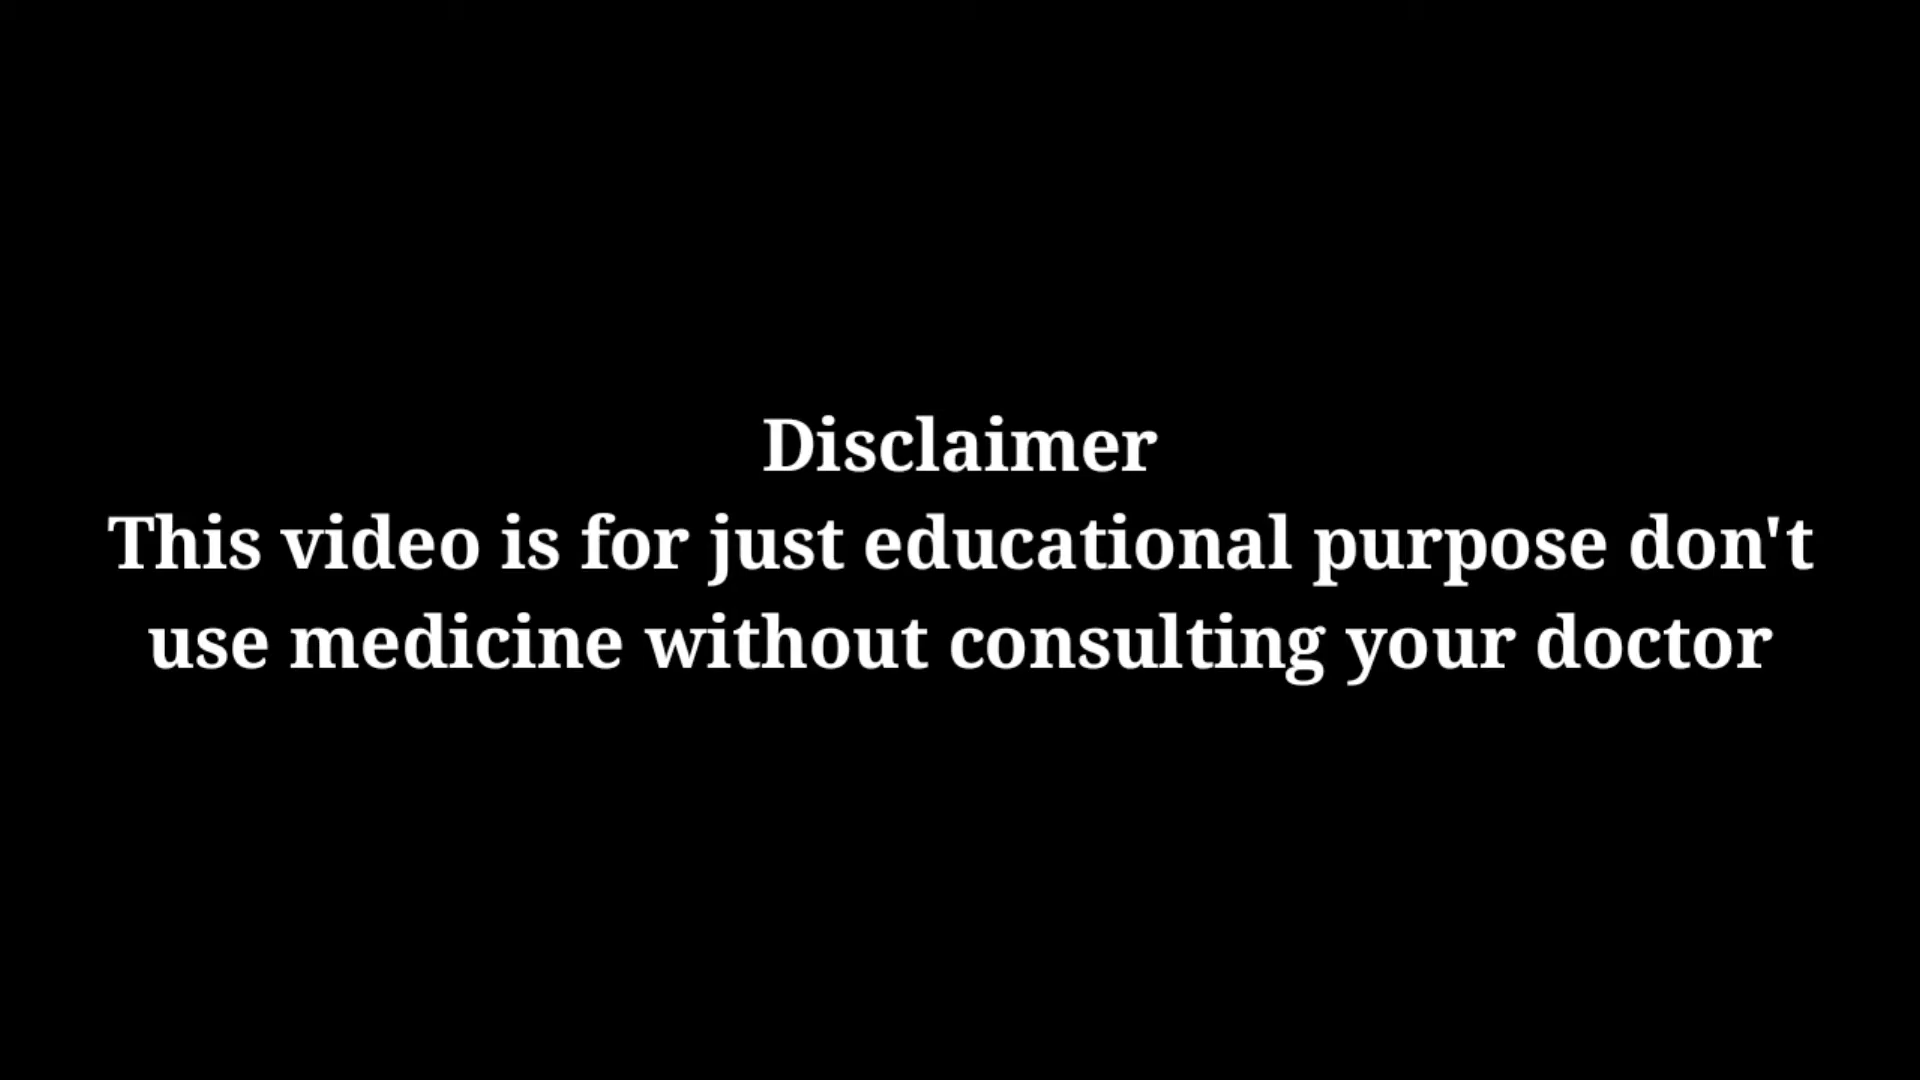 Disclaimer
This video is for just educational purpose don't
use medicine without consulting your doctor